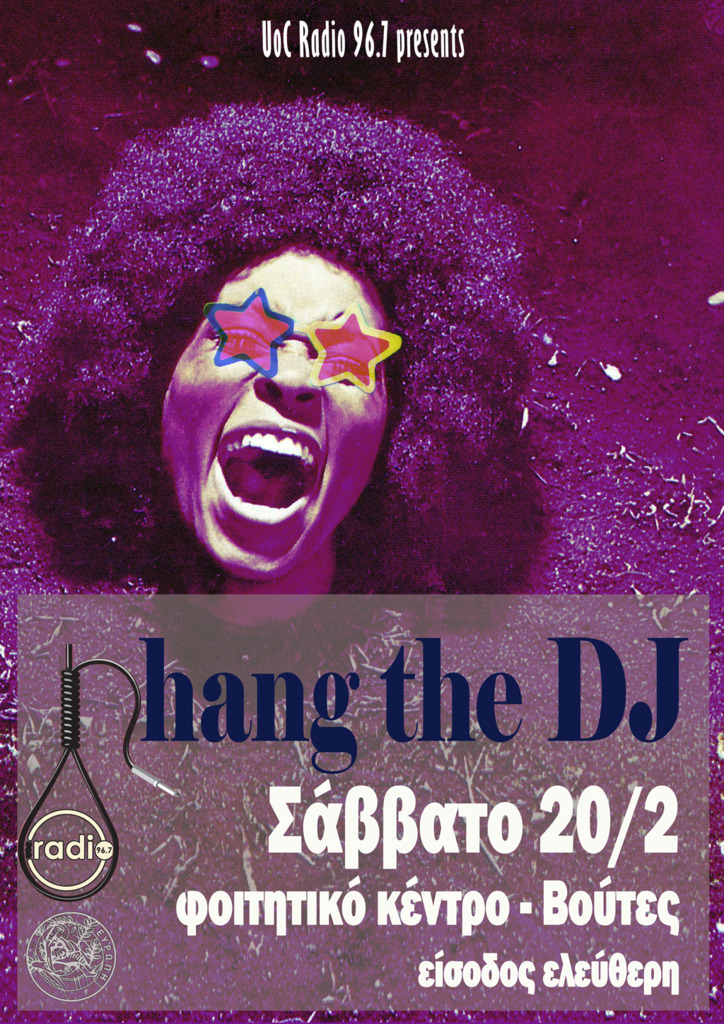 UoC Radio 96.7 presents
hang the DJ
Σάββατο 20/2
radio
96.7
φοιτητικό κέντρο - Βούτες
είσοδος ελεύθερη
ΕΥΡΩΠΗ